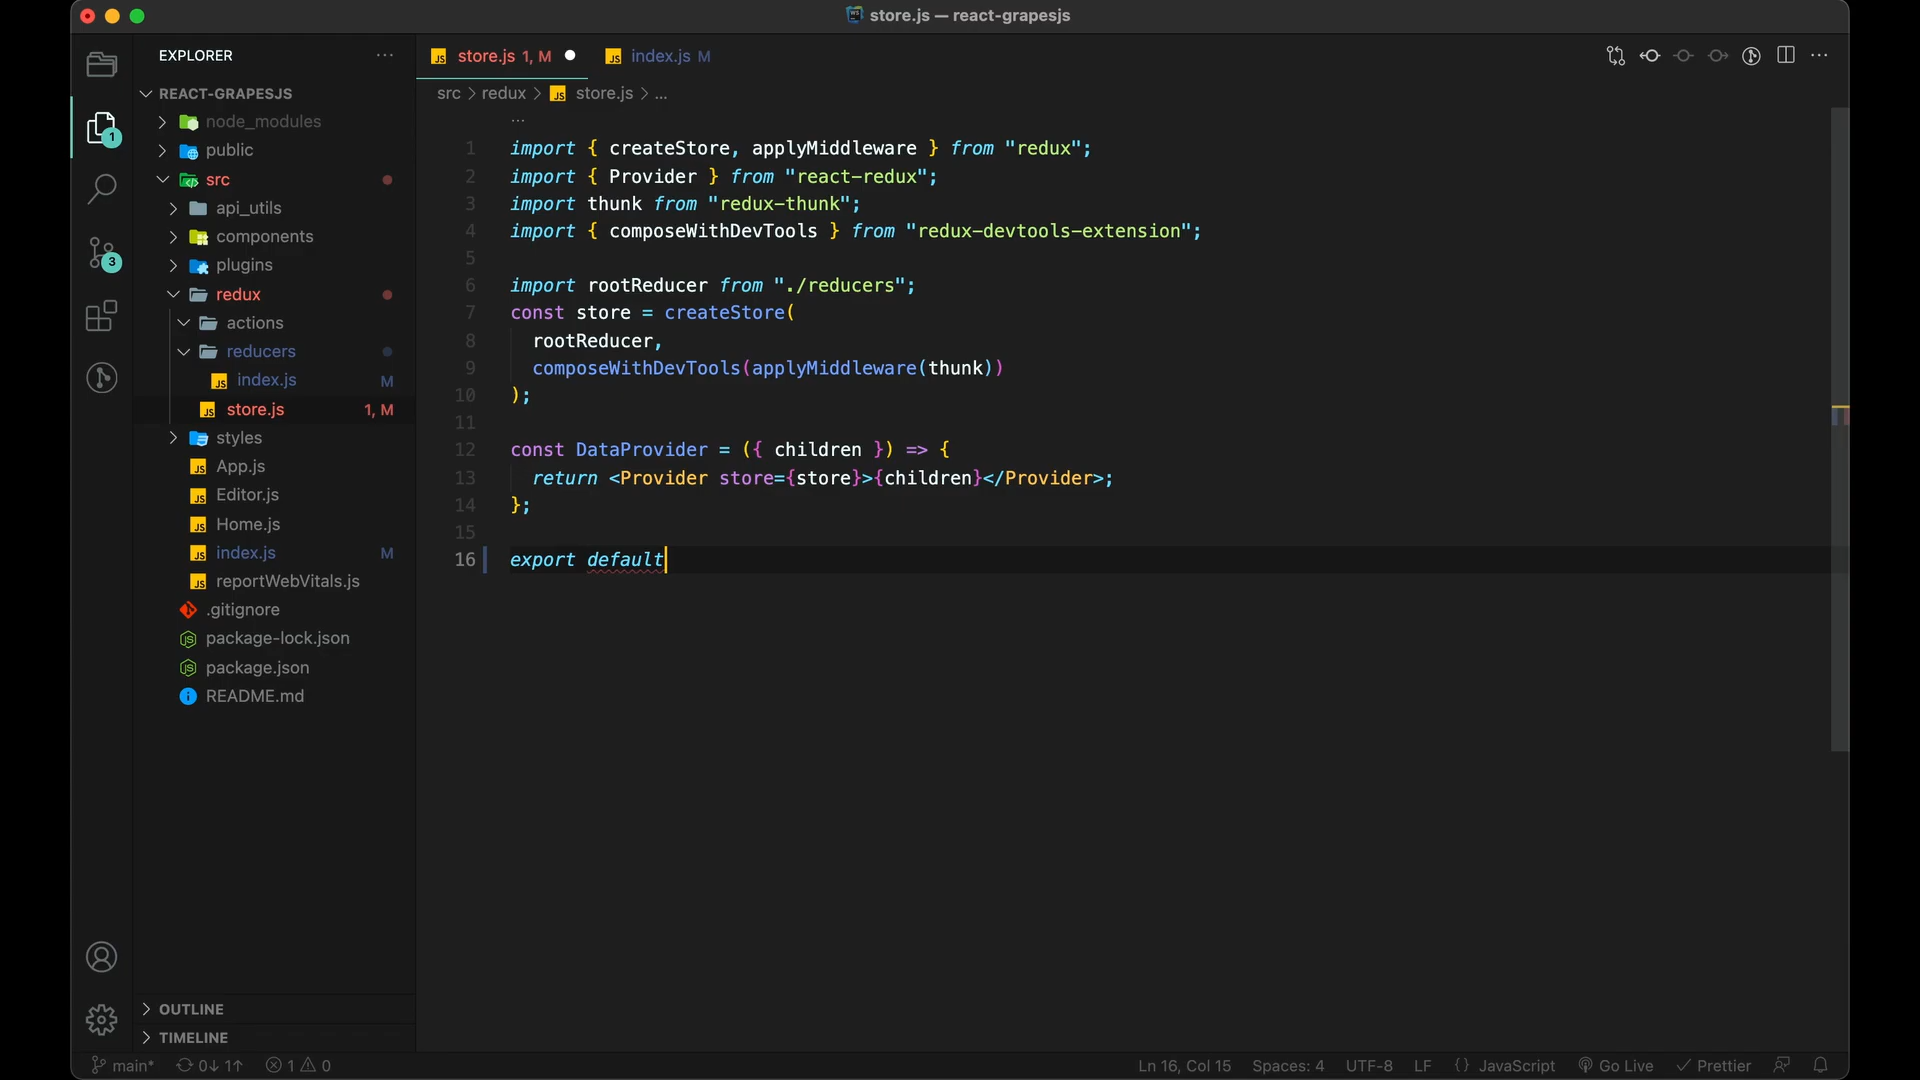 store.js — react-grapesjs
EXPLORER
REACT-GRAPESJS
node_modules
public
src
api_utils
components
plugins
redux
actions
reducers
index.js M
store.js 1, M
styles
App.js
Editor.js
Home.js
index.js M
reportWebVitals.js
.gitignore
package-lock.json
package.json
README.md
OUTLINE
TIMELINE
1
3
store.js 1, M
index.js M
src > redux > store.js > ...
1 import { createStore, applyMiddleware } from "redux";
2 import { Provider } from "react-redux";
3 import thunk from "redux-thunk";
4 import { composeWithDevTools } from "redux-devtools-extension";
5
6 import rootReducer from "./reducers";
7 const store = createStore(
8 rootReducer,
9 composeWithDevTools(applyMiddleware(thunk))
10 );
11
12 const DataProvider = ({ children }) => {
13 return <Provider store={store}>{children}</Provider>;
14 };
15
16 export default
main* 0↓ 1↑ 1 0
Ln 16, Col 15 Spaces: 4 UTF-8 LF {} JavaScript Go Live Prettier